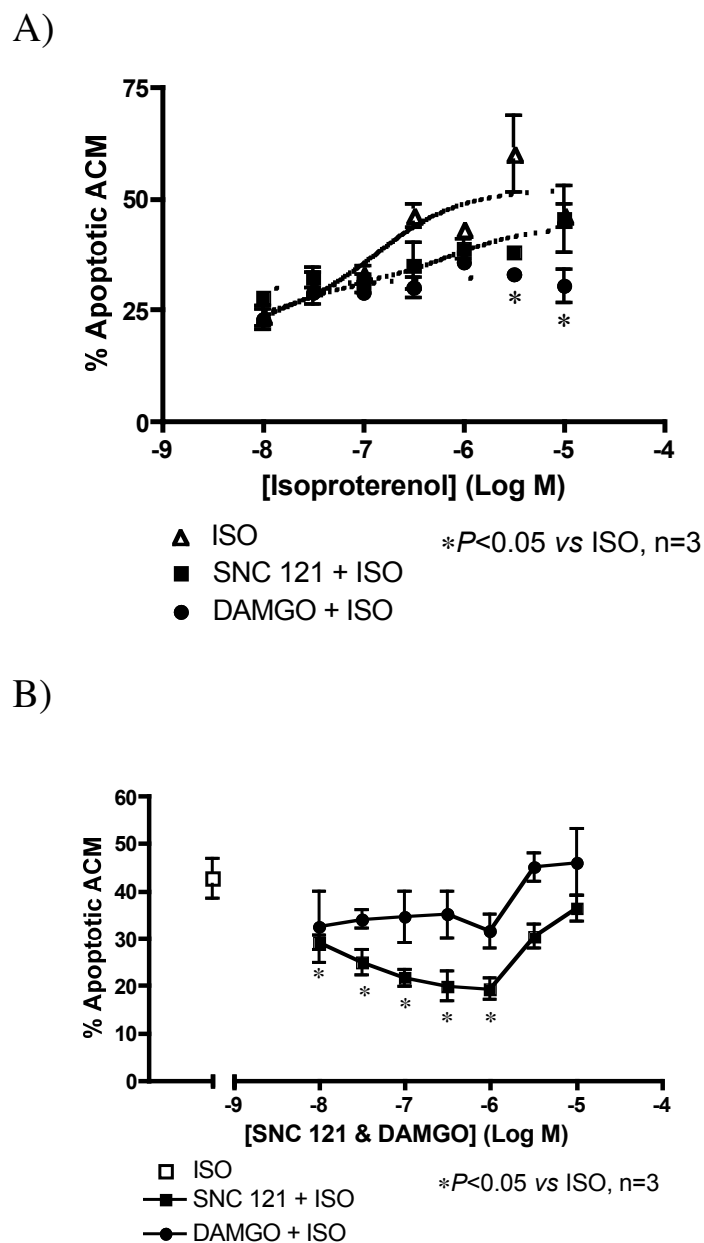 A)
75
50
25
0
% Apoptotic ACM
* *
-9 -8 -7 -6 -5 -4
[Isoproterenol] (Log M)
ISO
SNC 121 + ISO
DAMGO + ISO
*P<0.05 vs ISO, n=3
B)
60
50
40
30
20
10
0
% Apoptotic ACM
* * * * *
-9 -8 -7 -6 -5 -4
[SNC 121 & DAMGO] (Log M)
ISO
SNC 121 + ISO
DAMGO + ISO
*P<0.05 vs ISO, n=3